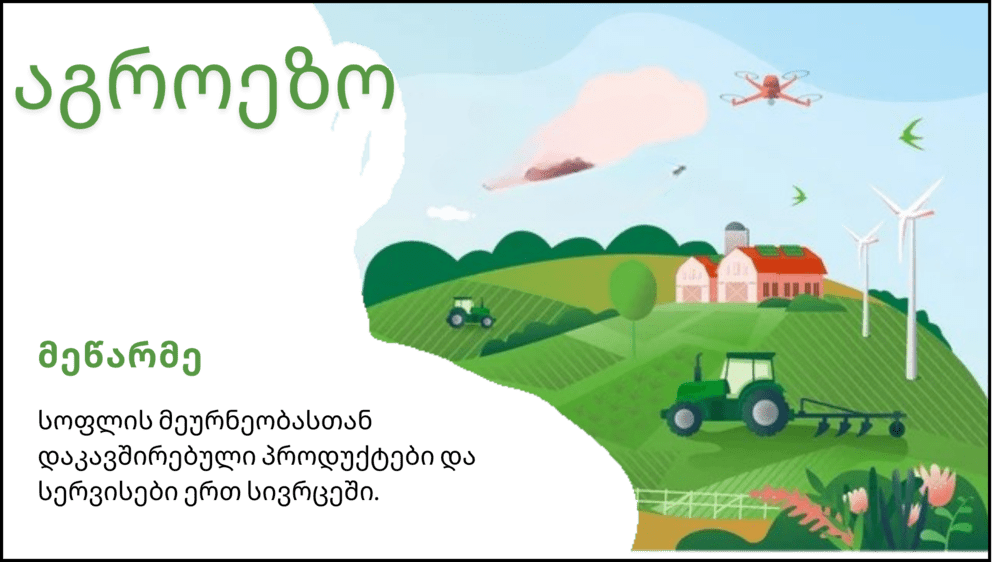 აგროეზო
მეწარმე
სოფლის მეურნეობასთან
დაკავშირებული პროდუქტები და
სერვისები ერთ სივრცეში.